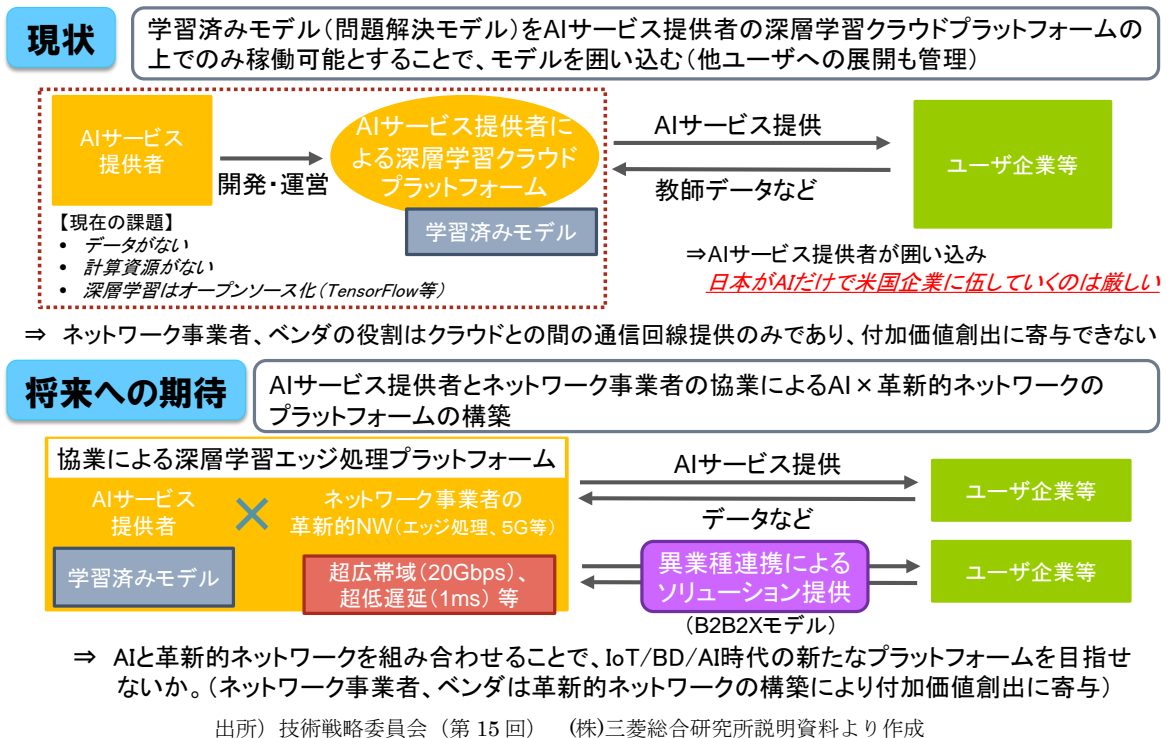 現状
学習済みモデル（問題解決モデル）をAIサービス提供者の深層学習クラウドプラットフォームの
上でのみ稼働可能とすることで、モデルを囲い込む（他ユーザへの展開も管理）
AIサービス
提供者
開発・運営
AIサービス提供者に
よる深層学習クラウド
プラットフォーム
学習済みモデル
AIサービス提供
教師データなど
ユーザ企業等
【現在の課題】
• データがない
• 計算資源がない
• 深層学習はオープンソース化（TensorFlow等）
⇒AIサービス提供者が囲い込み
日本がAIだけで米国企業に伍していくのは厳しい
⇒ ネットワーク事業者、ベンダの役割はクラウドとの間の通信回線提供のみであり、付加価値創出に寄与できない
将来への期待
AIサービス提供者とネットワーク事業者の協業によるAI×革新的ネットワークの
プラットフォームの構築
協業による深層学習エッジ処理プラットフォーム
AIサービス
提供者
×
ネットワーク事業者の
革新的NW（エッジ処理、5G等）
学習済みモデル
超広帯域（20Gbps）、
超低遅延（1ms） 等
AIサービス提供
データなど
ユーザ企業等
異業種連携による
ソリューション提供
（B2B2Xモデル）
ユーザ企業等
⇒ AIと革新的ネットワークを組み合わせることで、IoT/BD/AI時代の新たなプラットフォームを目指せ
ないか。（ネットワーク事業者、ベンダは革新的ネットワークの構築により付加価値創出に寄与）
出所）技術戦略委員会（第 15 回） (株)三菱総合研究所説明資料より作成